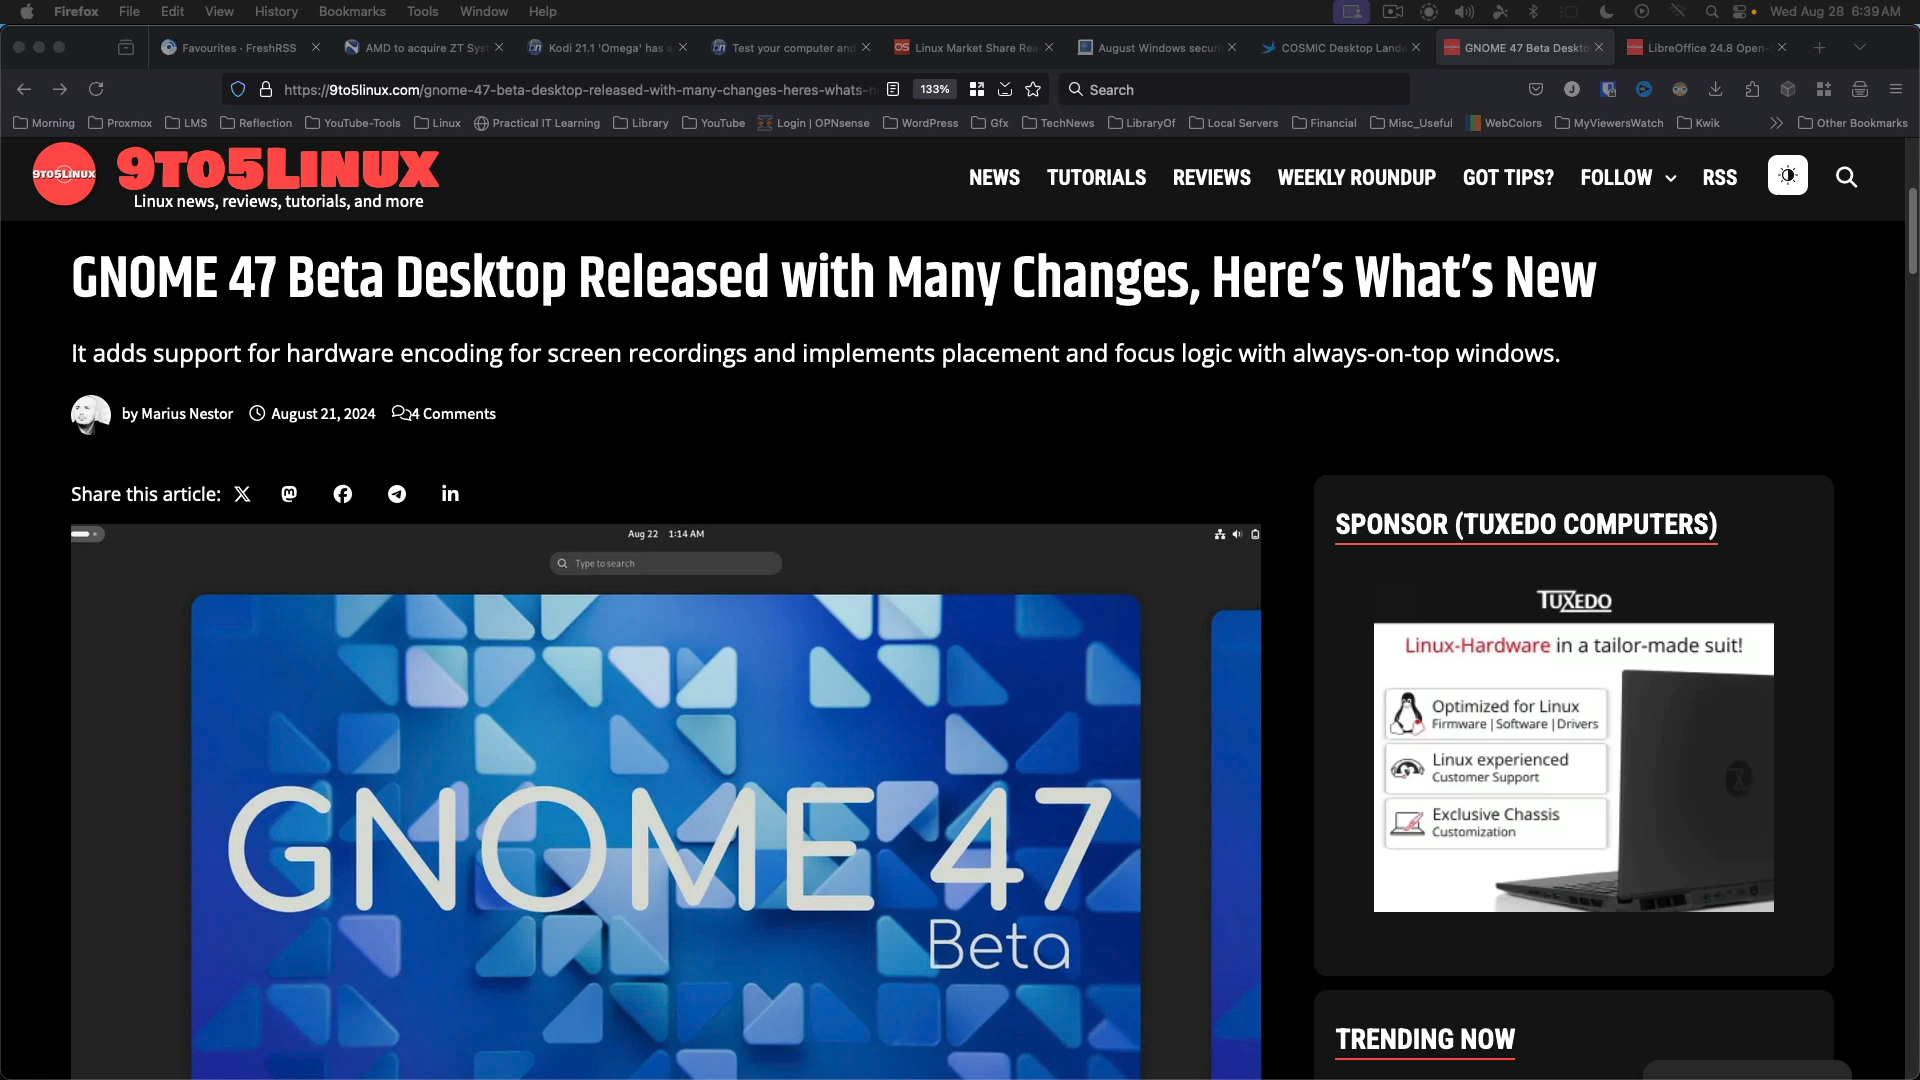 Firefox File Edit View History Bookmarks Tools Window Help Wed Aug 28 6:39AM
Favourites · FreshRSS AMD to acquire ZT Sys Kodi 21.1 'Omega' has a Test your computer and Linux Market Share Rea August Windows securi COSMIC Desktop Lande GNOME 47 Beta Deskto LibreOffice 24.8 Open-
https://9to5linux.com/gnome-47-beta-desktop-released-with-many-changes-heres-whats-n 133% Search
Morning Proxmox LMS Reflection YouTube-Tools Linux Practical IT Learning Library YouTube Login | OPNsense WordPress Gfx TechNews LibraryOf Local Servers Financial Misc_Useful WebColors MyViewersWatch Kwik Other Bookmarks
9TO5LINUX 9TO5LINUX
Linux news, reviews, tutorials, and more
NEWS TUTORIALS REVIEWS WEEKLY ROUNDUP GOT TIPS? FOLLOW RSS
GNOME 47 Beta Desktop Released with Many Changes, Here's What's New
It adds support for hardware encoding for screen recordings and implements placement and focus logic with always-on-top windows.
by Marius Nestor August 21, 2024 4 Comments
Share this article:
Aug 22 1:14 AM
Type to search
GNOME 47
Beta
SPONSOR (TUXEDO COMPUTERS)
TUXEDO
Linux-Hardware in a tailor-made suit!
Optimized for Linux
Firmware | Software | Drivers
Linux experienced
Customer Support
Exclusive Chassis
Customization
TRENDING NOW